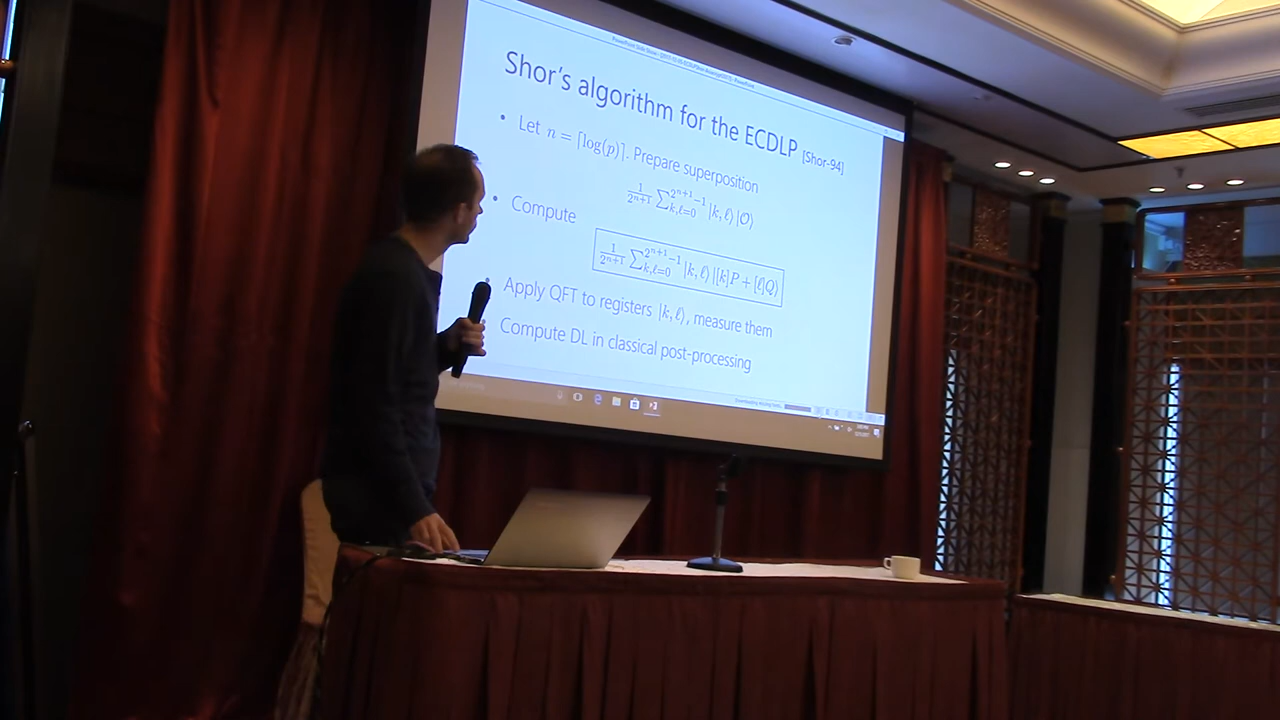 Shor's algorithm for the ECDLP [Shor-94]
• Let n = ⌈log(p)⌉. Prepare superposition
1/2^{n+1} ∑_{k,ℓ=0}^{2^{n+1}−1} |k, ℓ⟩ |𝒪⟩
• Compute
1/2^{n+1} ∑_{k,ℓ=0}^{2^{n+1}−1} |k, ℓ⟩ |[k]P + [ℓ]Q⟩
Apply QFT to registers |k, ℓ⟩, measure them
Compute DL in classical post-processing